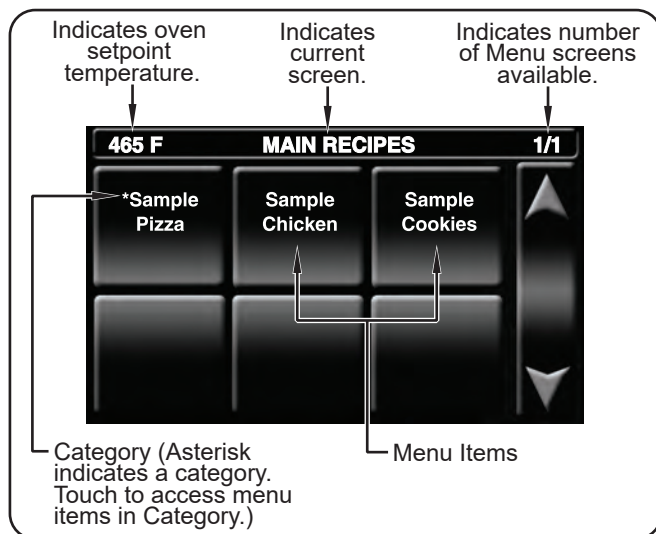 Indicates oven
setpoint
temperature.
Indicates
current
screen.
Indicates number
of Menu screens
available.
465 F MAIN RECIPES 1/1
*Sample
Pizza
Sample
Chicken
Sample
Cookies
Category (Asterisk
indicates a category.
Touch to access menu
items in Category.)
Menu Items